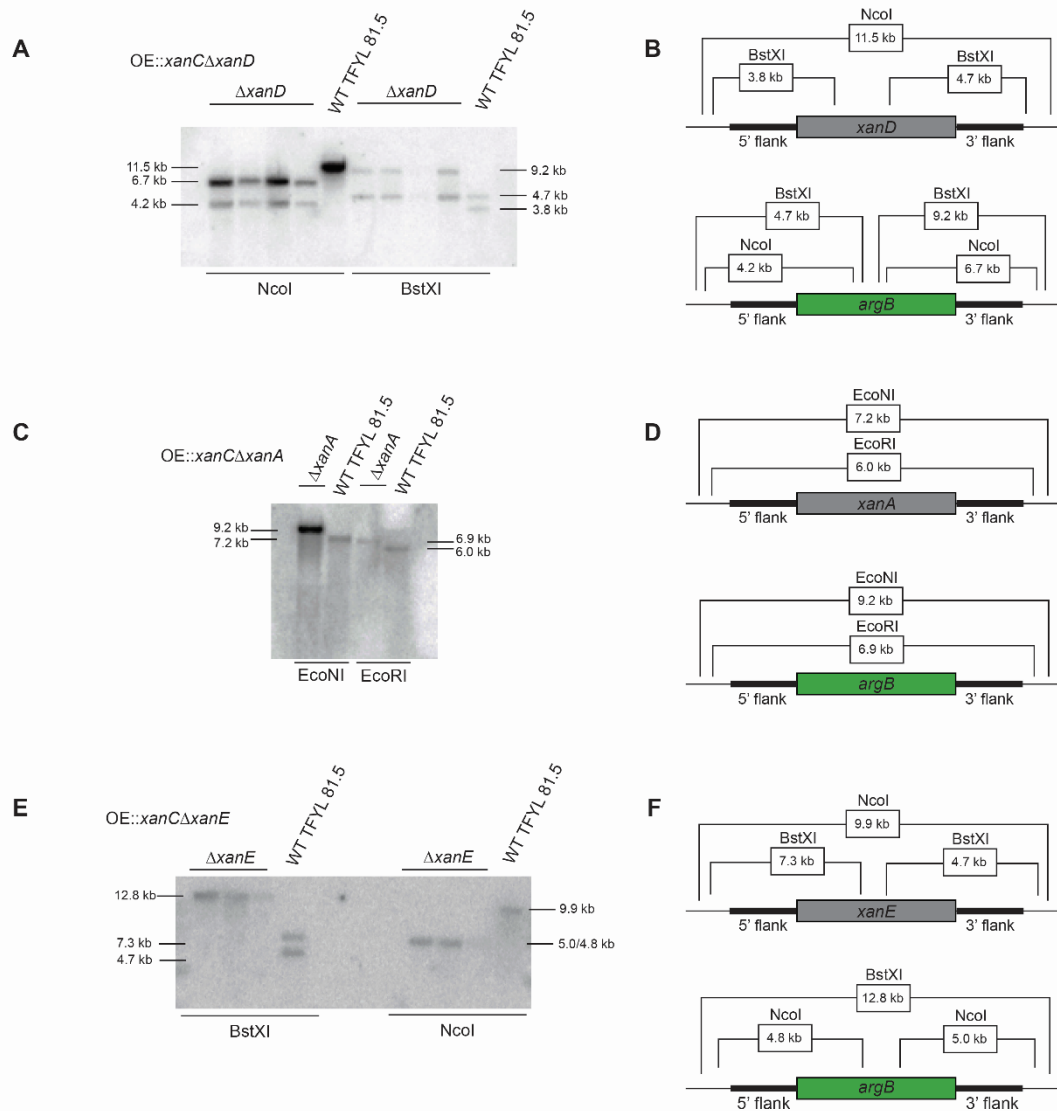 A
OE::xanCΔxanD
ΔxanD
WT TFYL 81.5
ΔxanD
WT TFYL 81.5
11.5 kb
6.7 kb
4.2 kb
9.2 kb
4.7 kb
3.8 kb
NcoI
BstXI
B
NcoI
11.5 kb
BstXI
3.8 kb
BstXI
4.7 kb
xanD
5' flank
3' flank
BstXI
4.7 kb
BstXI
9.2 kb
NcoI
4.2 kb
NcoI
6.7 kb
argB
5' flank
3' flank
C
OE::xanCΔxanA
ΔxanA
WT TFYL 81.5
ΔxanA
WT TFYL 81.5
9.2 kb
7.2 kb
6.9 kb
6.0 kb
EcoNI
EcoRI
D
EcoNI
7.2 kb
EcoRI
6.0 kb
xanA
5' flank
3' flank
EcoNI
9.2 kb
EcoRI
6.9 kb
argB
5' flank
3' flank
E
OE::xanCΔxanE
ΔxanE
WT TFYL 81.5
ΔxanE
WT TFYL 81.5
12.8 kb
7.3 kb
4.7 kb
9.9 kb
5.0/4.8 kb
BstXI
NcoI
F
NcoI
9.9 kb
BstXI
7.3 kb
BstXI
4.7 kb
xanE
5' flank
3' flank
BstXI
12.8 kb
NcoI
4.8 kb
NcoI
5.0 kb
argB
5' flank
3' flank